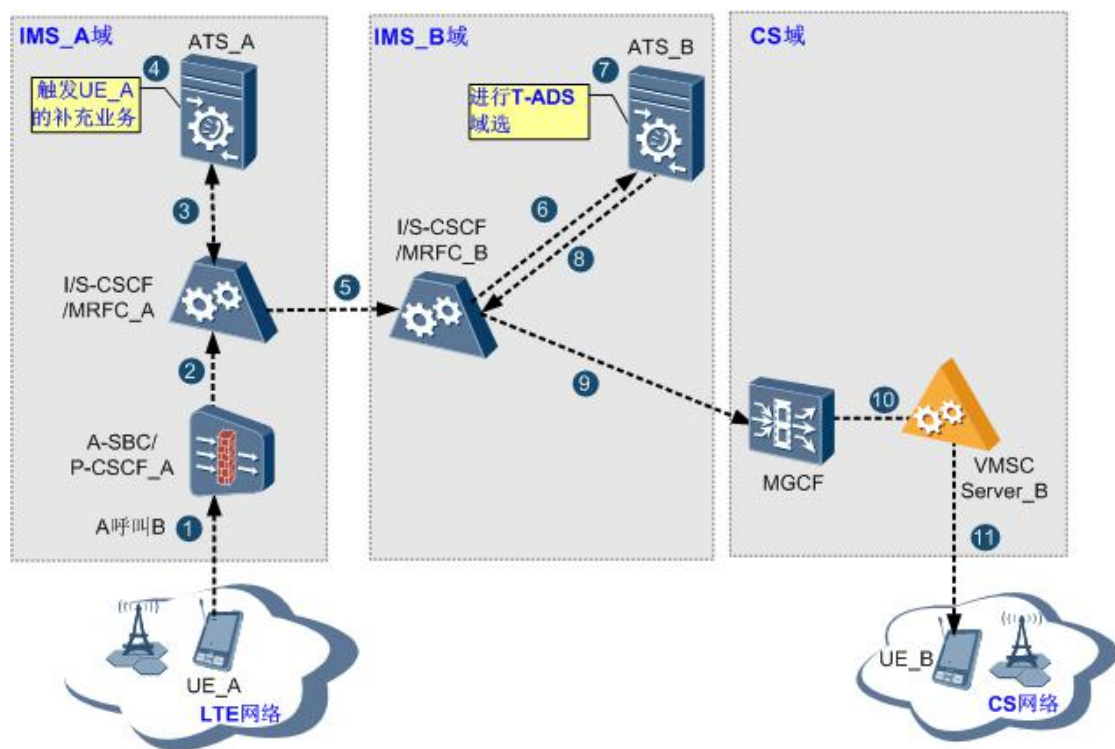 IMS_A域
ATS_A
4
触发UE_A
的补充业务
3
I/S-CSCF
/MRFC_A
2
A-SBC/
P-CSCF_A
A呼叫B
1
UE_A
LTE网络
5
IMS_B域
ATS_B
7
进行T-ADS
域选
6
I/S-CSCF
/MRFC_B
8
9
CS域
10
MGCF
VMSC
Server_B
11
UE_B
CS网络